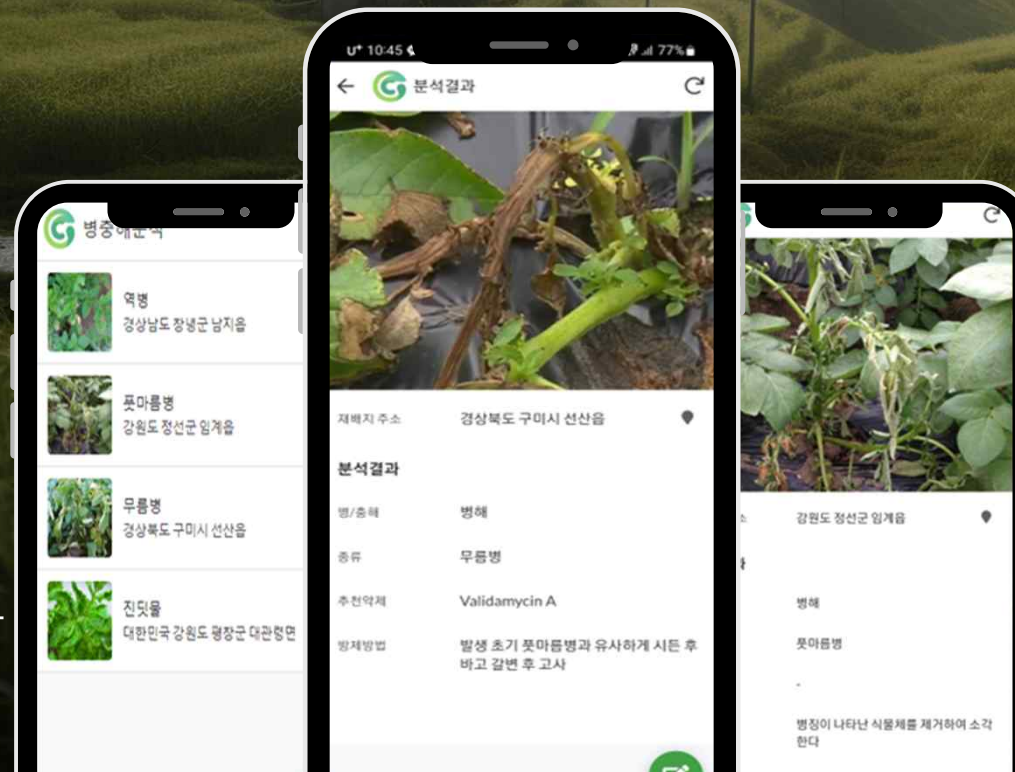 병충해분석
역병
경상남도 창녕군 남지읍
풋마름병
강원도 정선군 임계읍
무름병
경상북도 구미시 선산읍
진딧물
대한민국 강원도 평창군 대관령면
U+ 10:45
77%
분석결과
재배지 주소 경상북도 구미시 선산읍
분석결과
병/충해 병해
종류 무름병
추천약제 Validamycin A
방제방법 발생 초기 풋마름병과 유사하게 시든 후
바고 갈변 후 고사
강원도 정선군 임계읍
병해
풋마름병
-
병징이 나타난 식물체를 제거하여 소각
한다